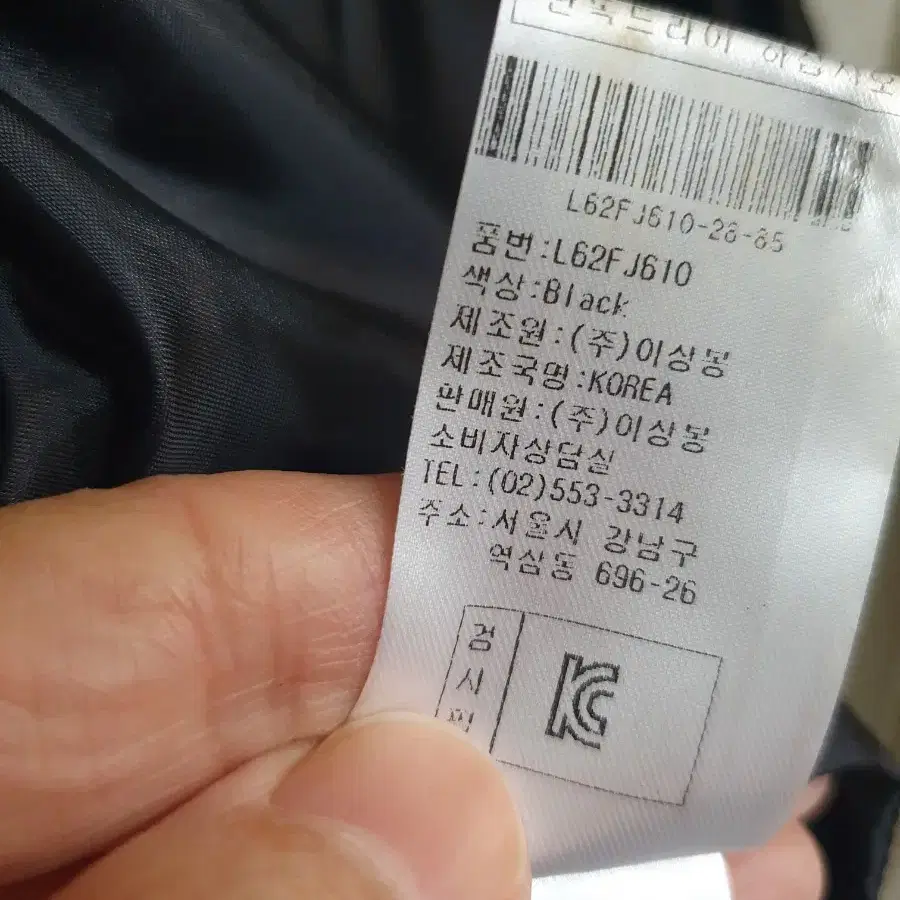 L62FJ610-28-85
품번:L62FJ610
색상:Black
제조원:(주)이상봉
제조국명:KOREA
판매원:(주)이상봉
소비자상담실
TEL:(02)553-3314
주소:서울시 강남구
역삼동 696-26
검
사
KC